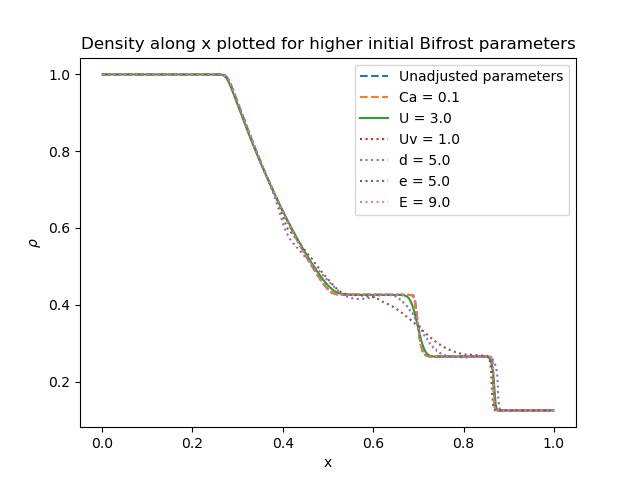 Density along x plotted for higher initial Bifrost parameters
1.0
0.8
0.6
0.4
0.2
ρ
Unadjusted parameters
Ca = 0.1
U = 3.0
Uv = 1.0
d = 5.0
e = 5.0
E = 9.0
0.0 0.2 0.4 0.6 0.8 1.0
x